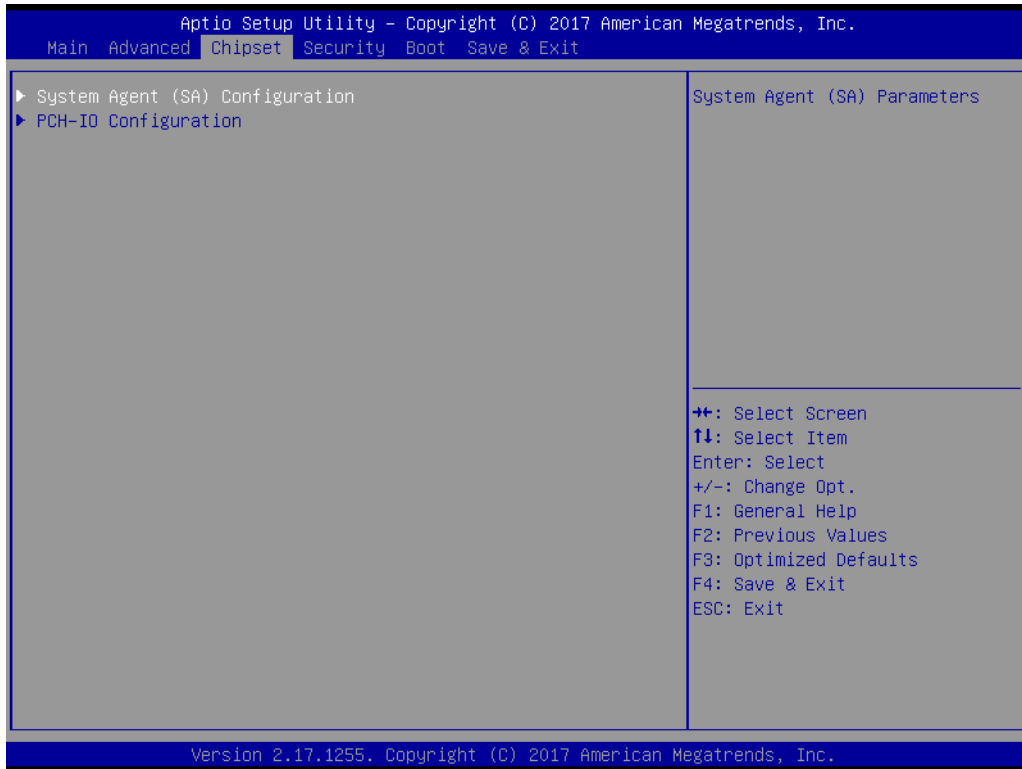 Aptio Setup Utility – Copyright (C) 2017 American Megatrends, Inc.
Main Advanced Chipset Security Boot Save & Exit
► System Agent (SA) Configuration
► PCH-IO Configuration
System Agent (SA) Parameters
→←: Select Screen
↑↓: Select Item
Enter: Select
+/-: Change Opt.
F1: General Help
F2: Previous Values
F3: Optimized Defaults
F4: Save & Exit
ESC: Exit
Version 2.17.1255. Copyright (C) 2017 American Megatrends, Inc.